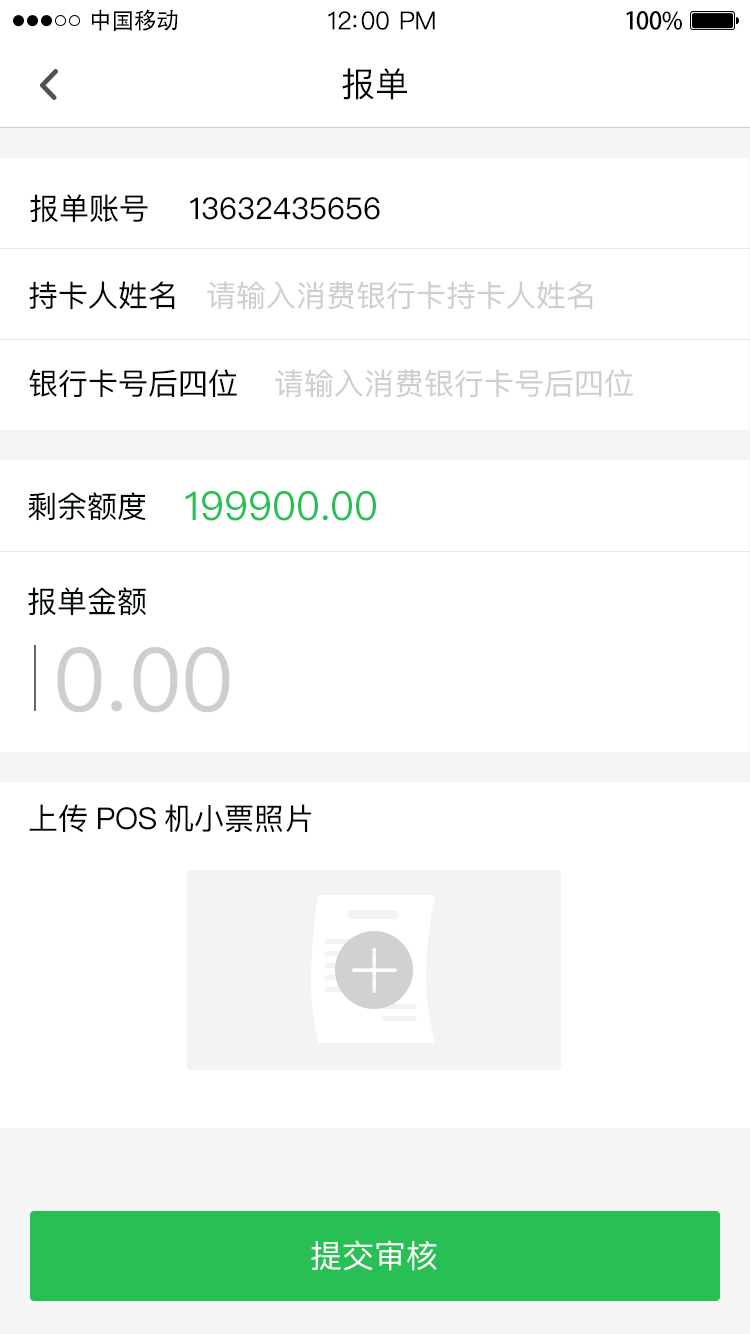 中国移动 12:00 PM 100%
报单
报单账号 13632435656
持卡人姓名 请输入消费银行卡持卡人姓名
银行卡号后四位 请输入消费银行卡号后四位
剩余额度 199900.00
报单金额
0.00
上传 POS 机小票照片
提交审核